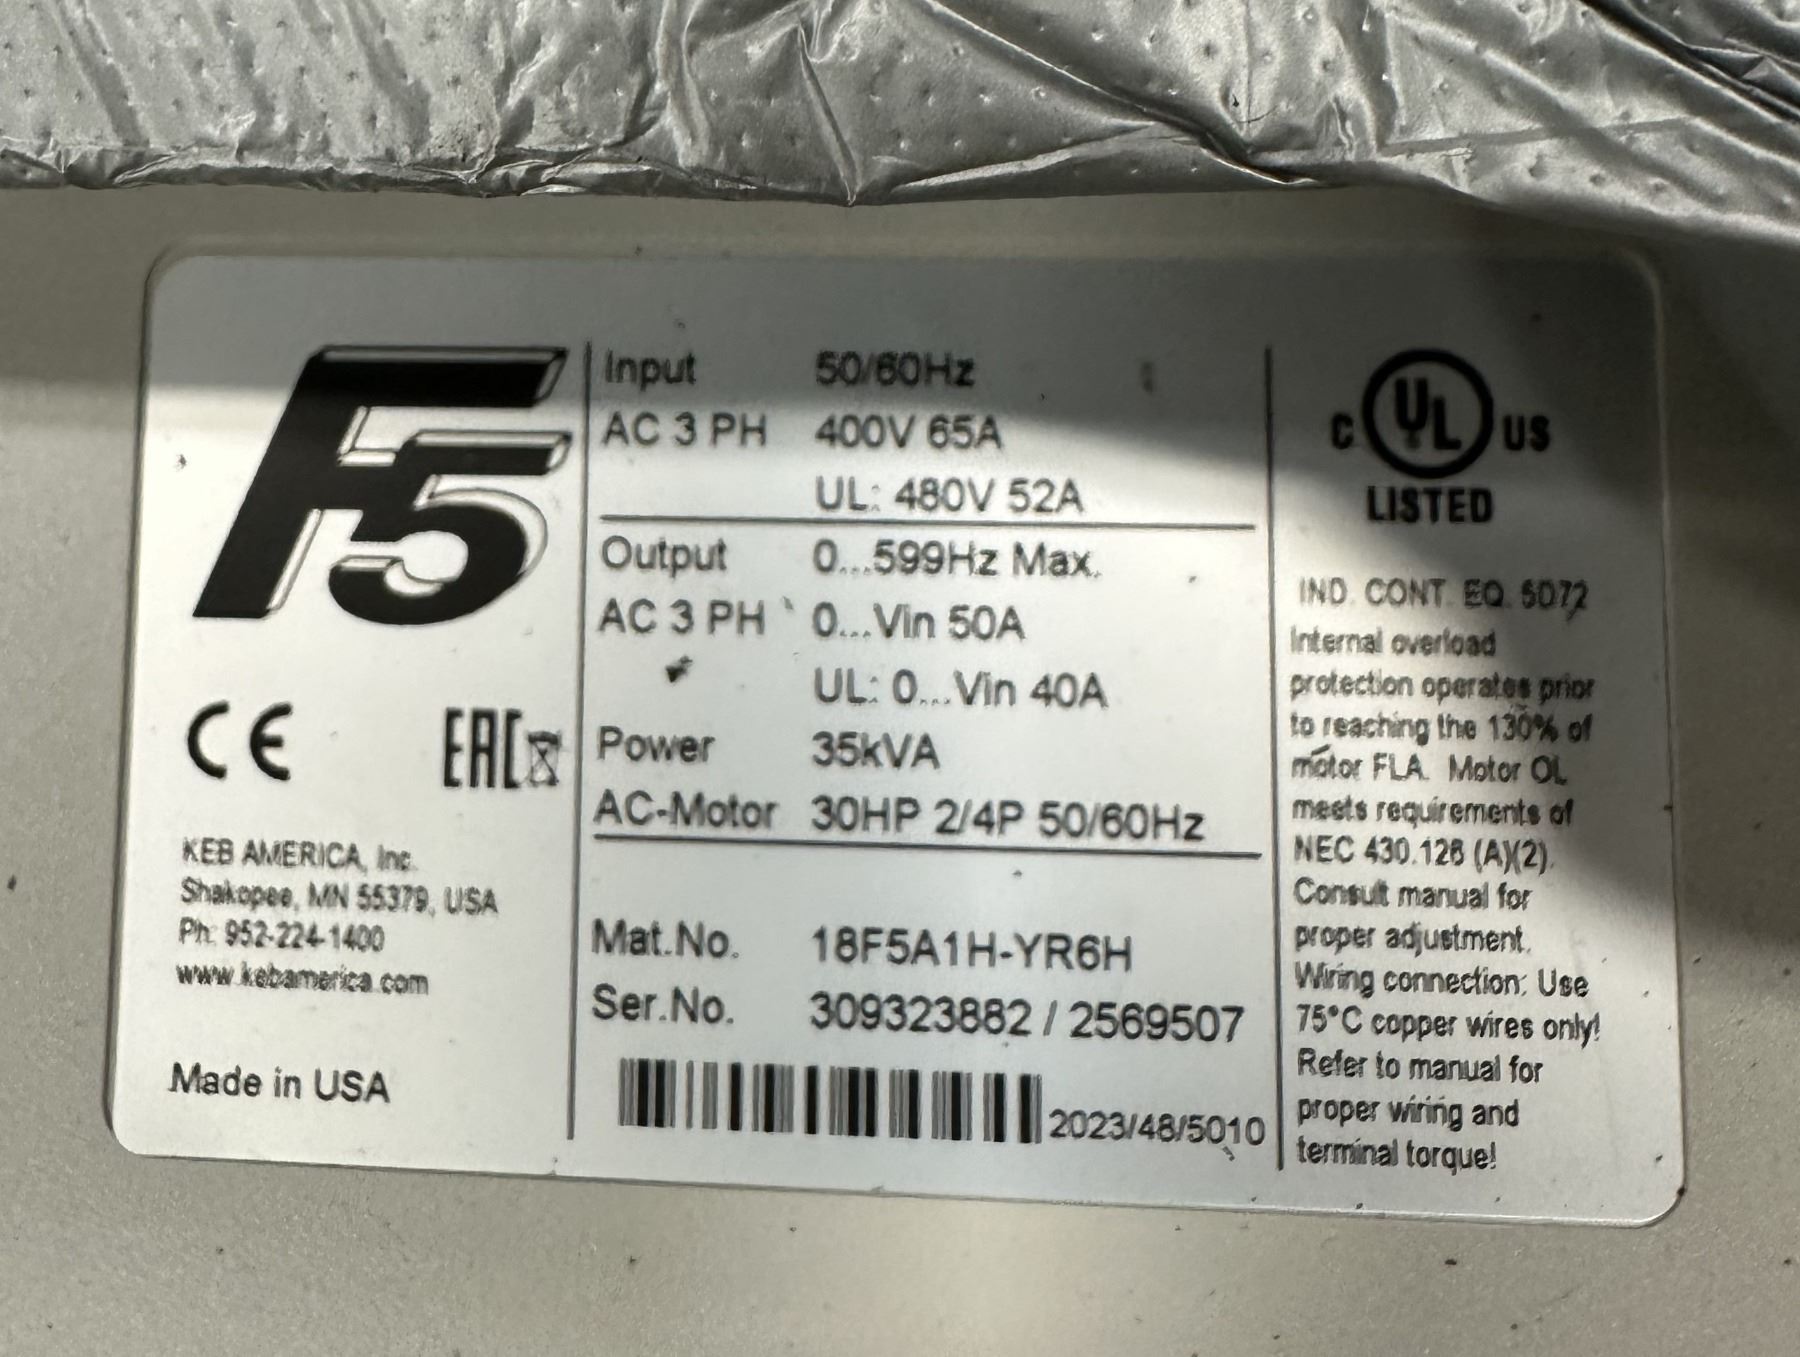 F5
CE
EAC
KEB AMERICA, Inc.
Shakopee, MN 55379, USA
Ph: 952-224-1400
www.kebamerica.com
Made in USA
Input 50/60Hz
AC 3 PH 400V 65A
UL: 480V 52A
Output 0...599Hz Max.
AC 3 PH 0...Vin 50A
UL: 0...Vin 40A
Power 35kVA
AC-Motor 30HP 2/4P 50/60Hz
Mat.No. 18F5A1H-YR6H
Ser.No. 309323882 / 2569507
2023/48/5010
C UL US
LISTED
IND. CONT. EQ. 5D72
Internal overload
protection operates prior
to reaching the 130% of
motor FLA. Motor OL
meets requirements of
NEC 430.126 (A)(2).
Consult manual for
proper adjustment.
Wiring connection: Use
75°C copper wires only!
Refer to manual for
proper wiring and
terminal torque!